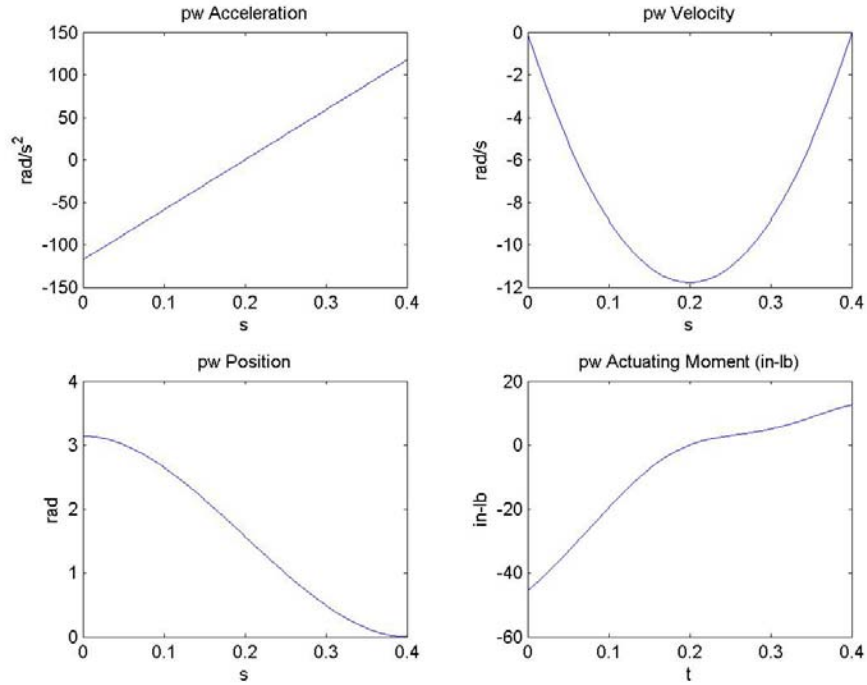 pw Acceleration
150
100
50
0
-50
-100
-150
rad/s²
0 0.1 0.2 0.3 0.4
s
pw Velocity
0
-2
-4
-6
-8
-10
-12
rad/s
0 0.1 0.2 0.3 0.4
s
pw Position
4
3
2
1
0
rad
0 0.1 0.2 0.3 0.4
s
pw Actuating Moment (in-lb)
20
0
-20
-40
-60
in-lb
0 0.1 0.2 0.3 0.4
t